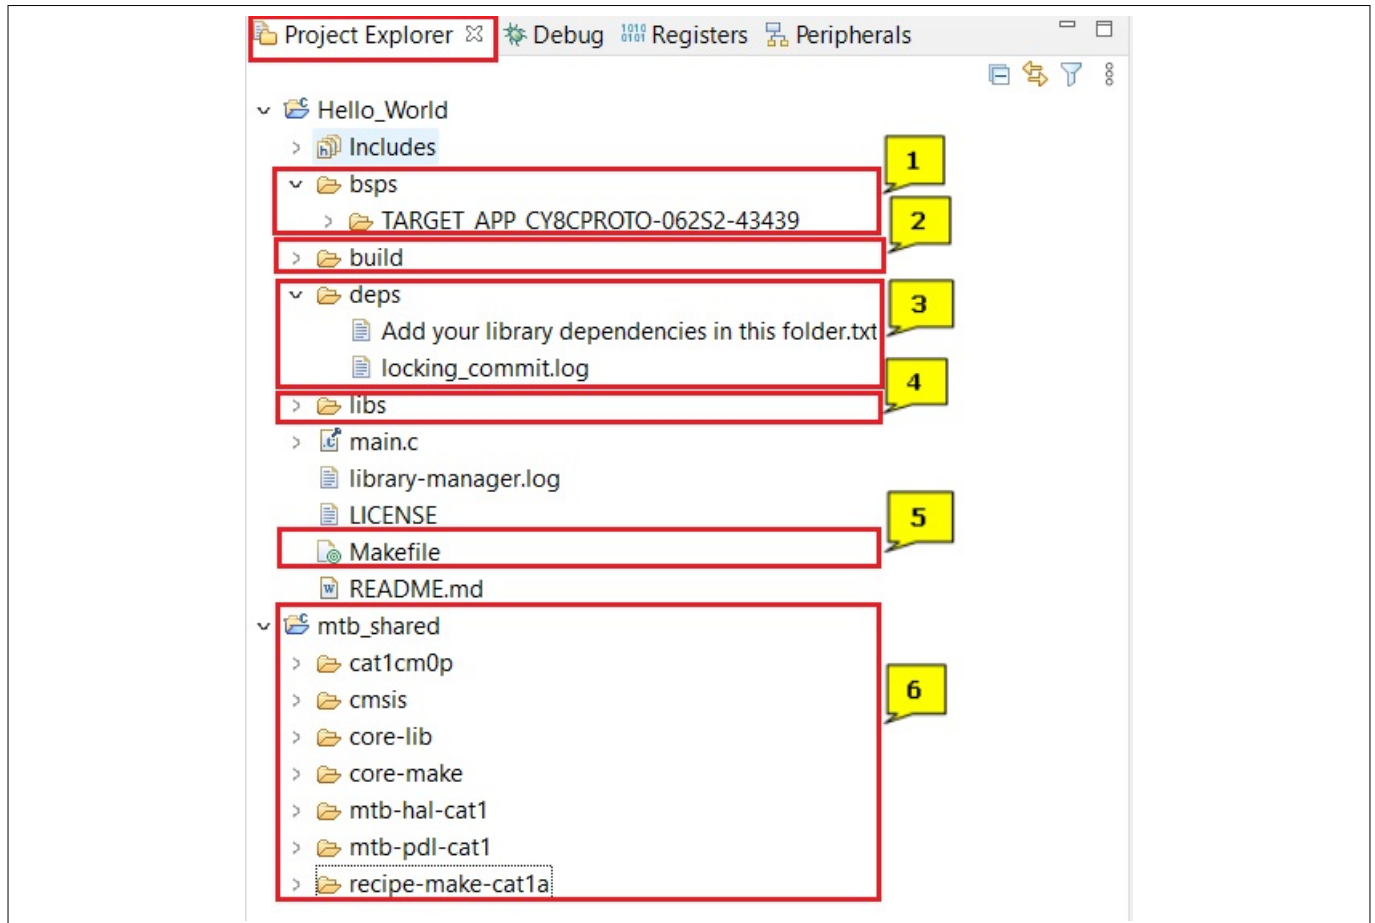 Project Explorer Debug Registers Peripherals
Hello_World
Includes
1
bsps
TARGET_APP_CY8CPROTO-062S2-43439
2
build
deps
3
Add your library dependencies in this folder.txt
locking_commit.log
4
libs
main.c
library-manager.log
LICENSE
5
Makefile
README.md
mtb_shared
cat1cm0p
6
cmsis
core-lib
core-make
mtb-hal-cat1
mtb-pdl-cat1
recipe-make-cat1a